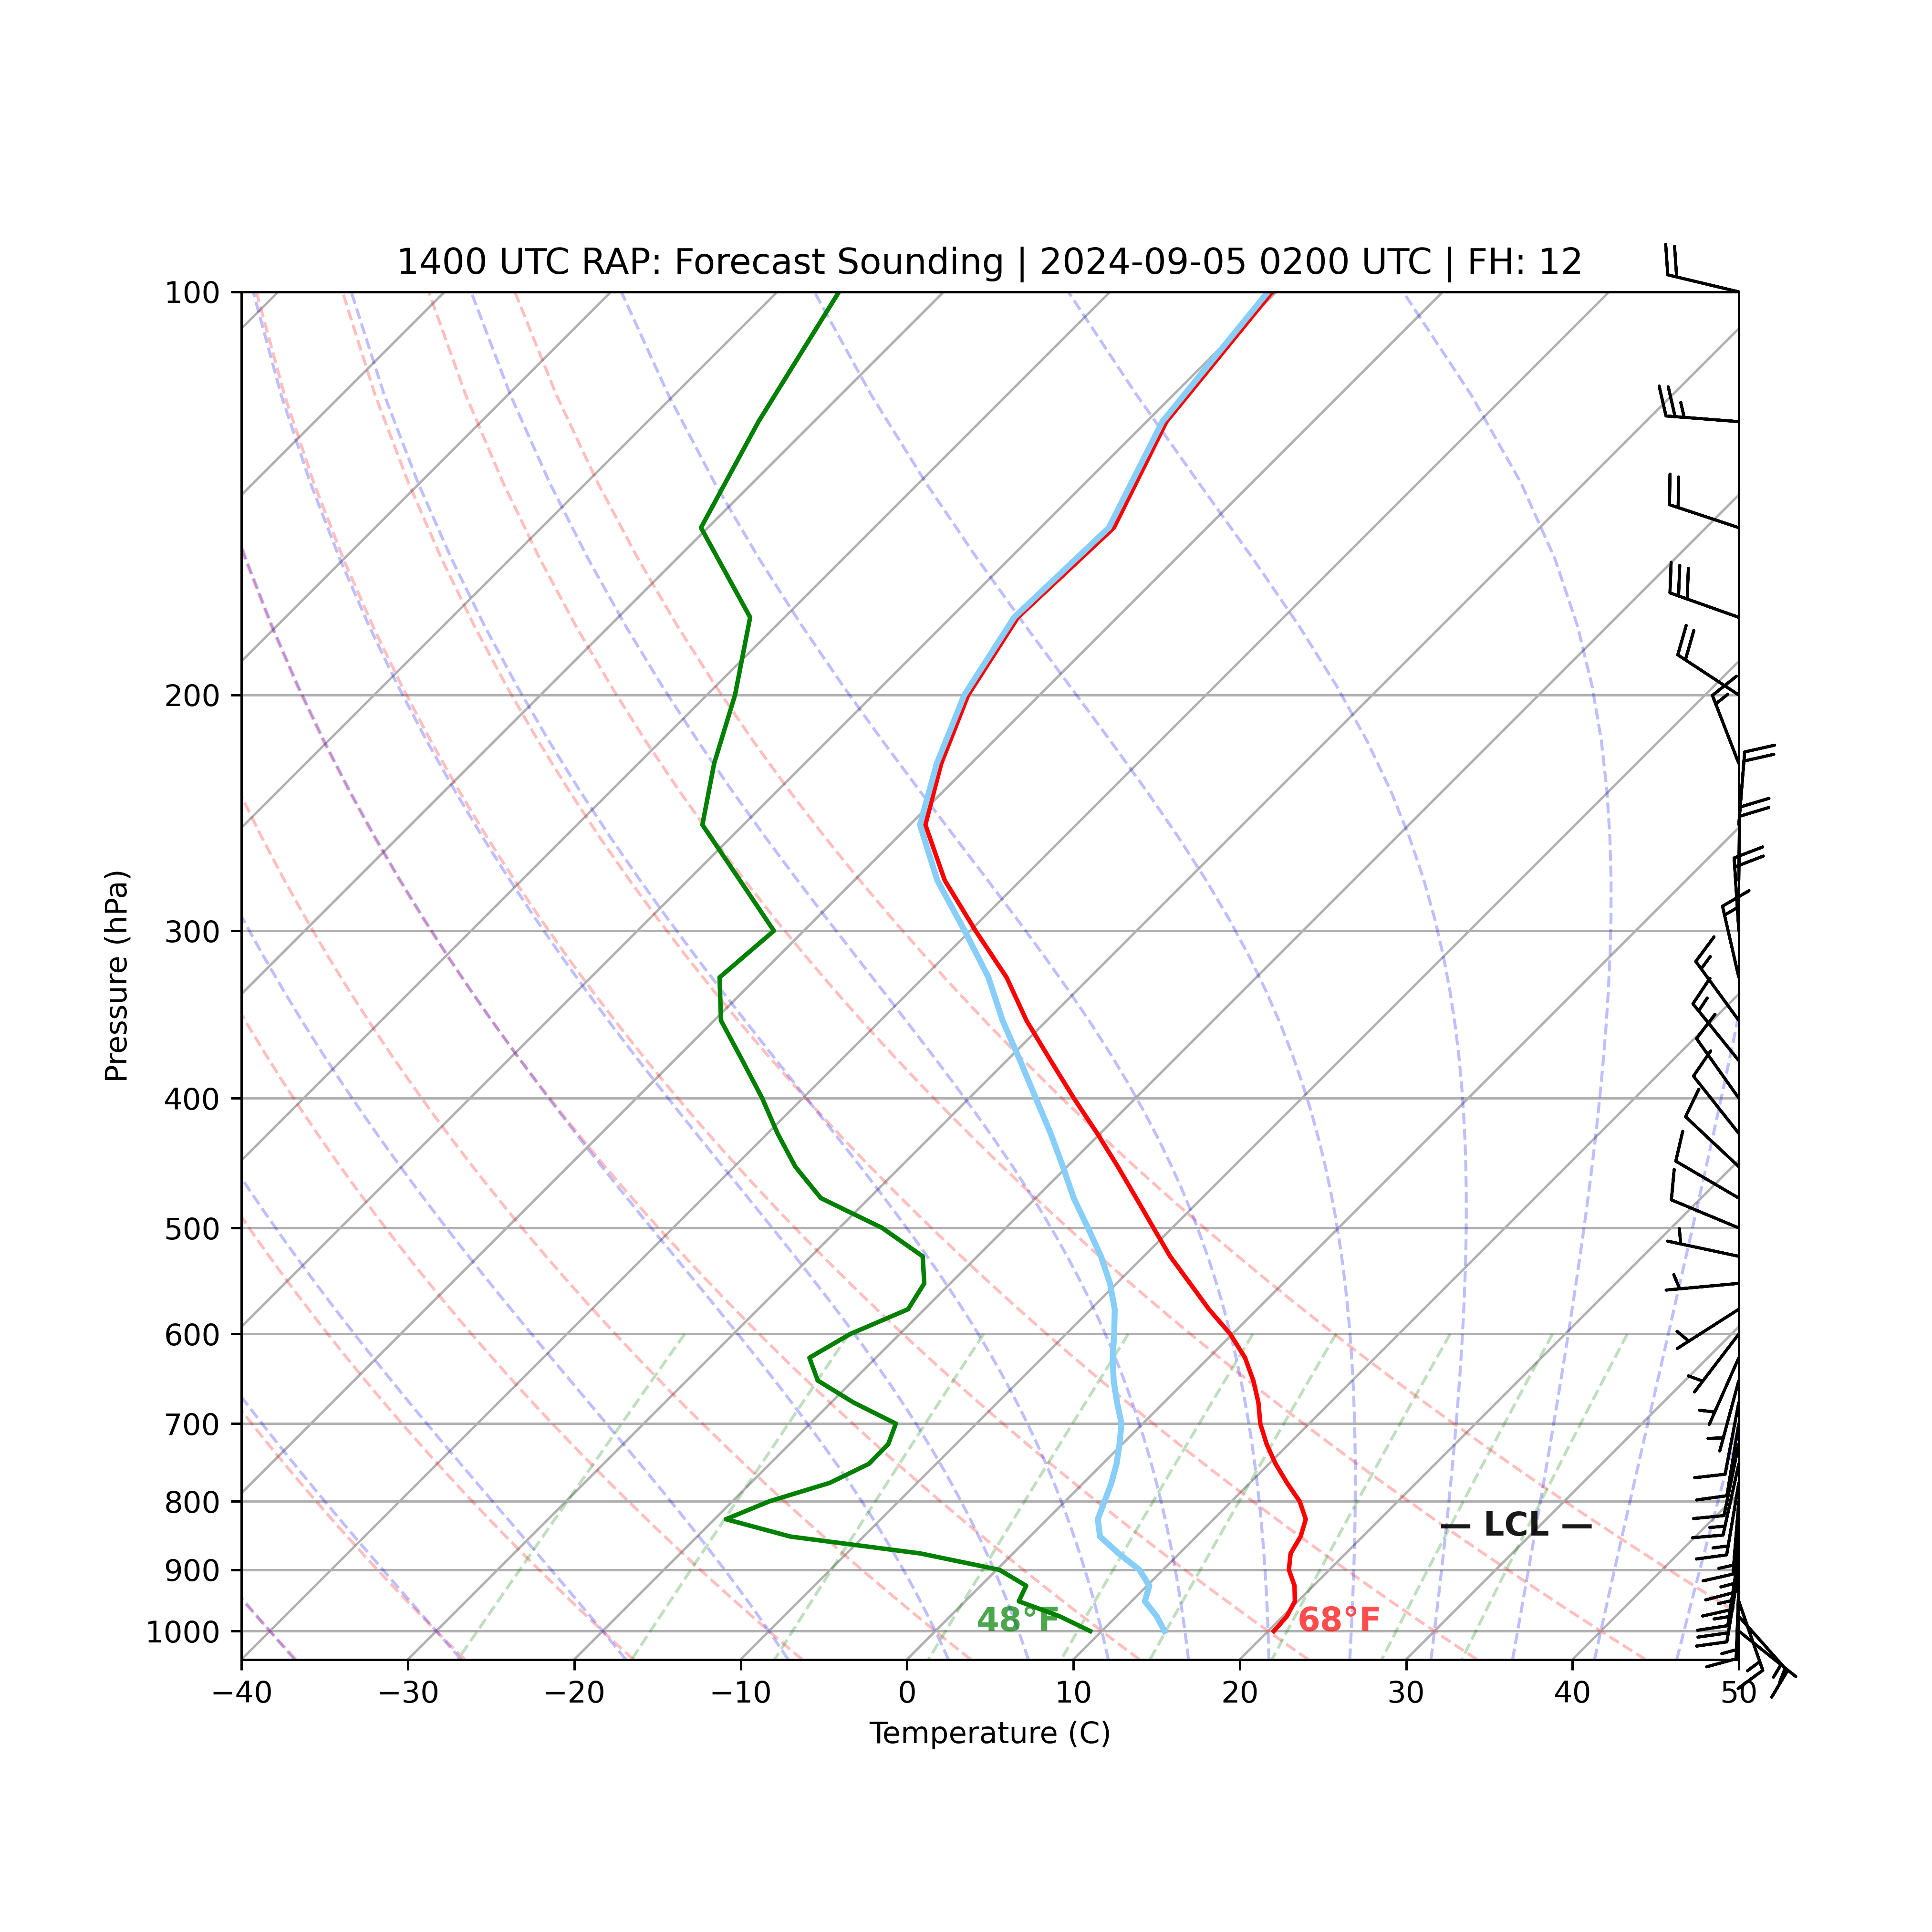 1400 UTC RAP: Forecast Sounding | 2024-09-05 0200 UTC | FH: 12
100
200
300
400
500
600
700
800
900
1000
Pressure (hPa)
— LCL —
48°F
68°F
−40 −30 −20 −10 0 10 20 30 40 50
Temperature (C)